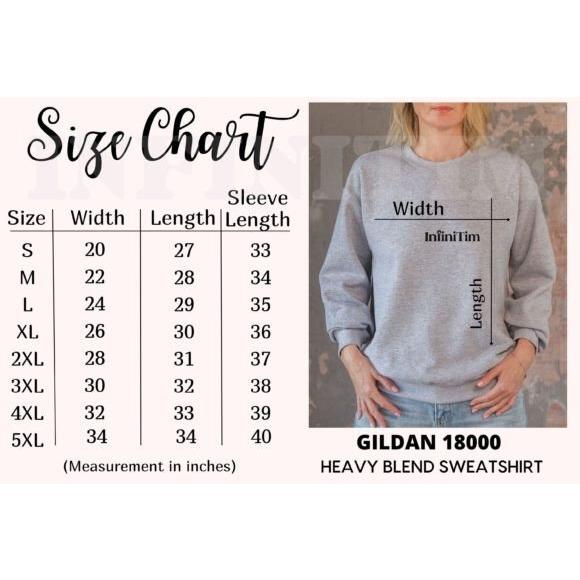 Size Chart
Size Width Length Sleeve Length
S 20 27 33
M 22 28 34
L 24 29 35
XL 26 30 36
2XL 28 31 37
3XL 30 32 38
4XL 32 33 39
5XL 34 34 40
(Measurement in inches)
Width
InfiniTim
Length
GILDAN 18000
HEAVY BLEND SWEATSHIRT
INFINITIM